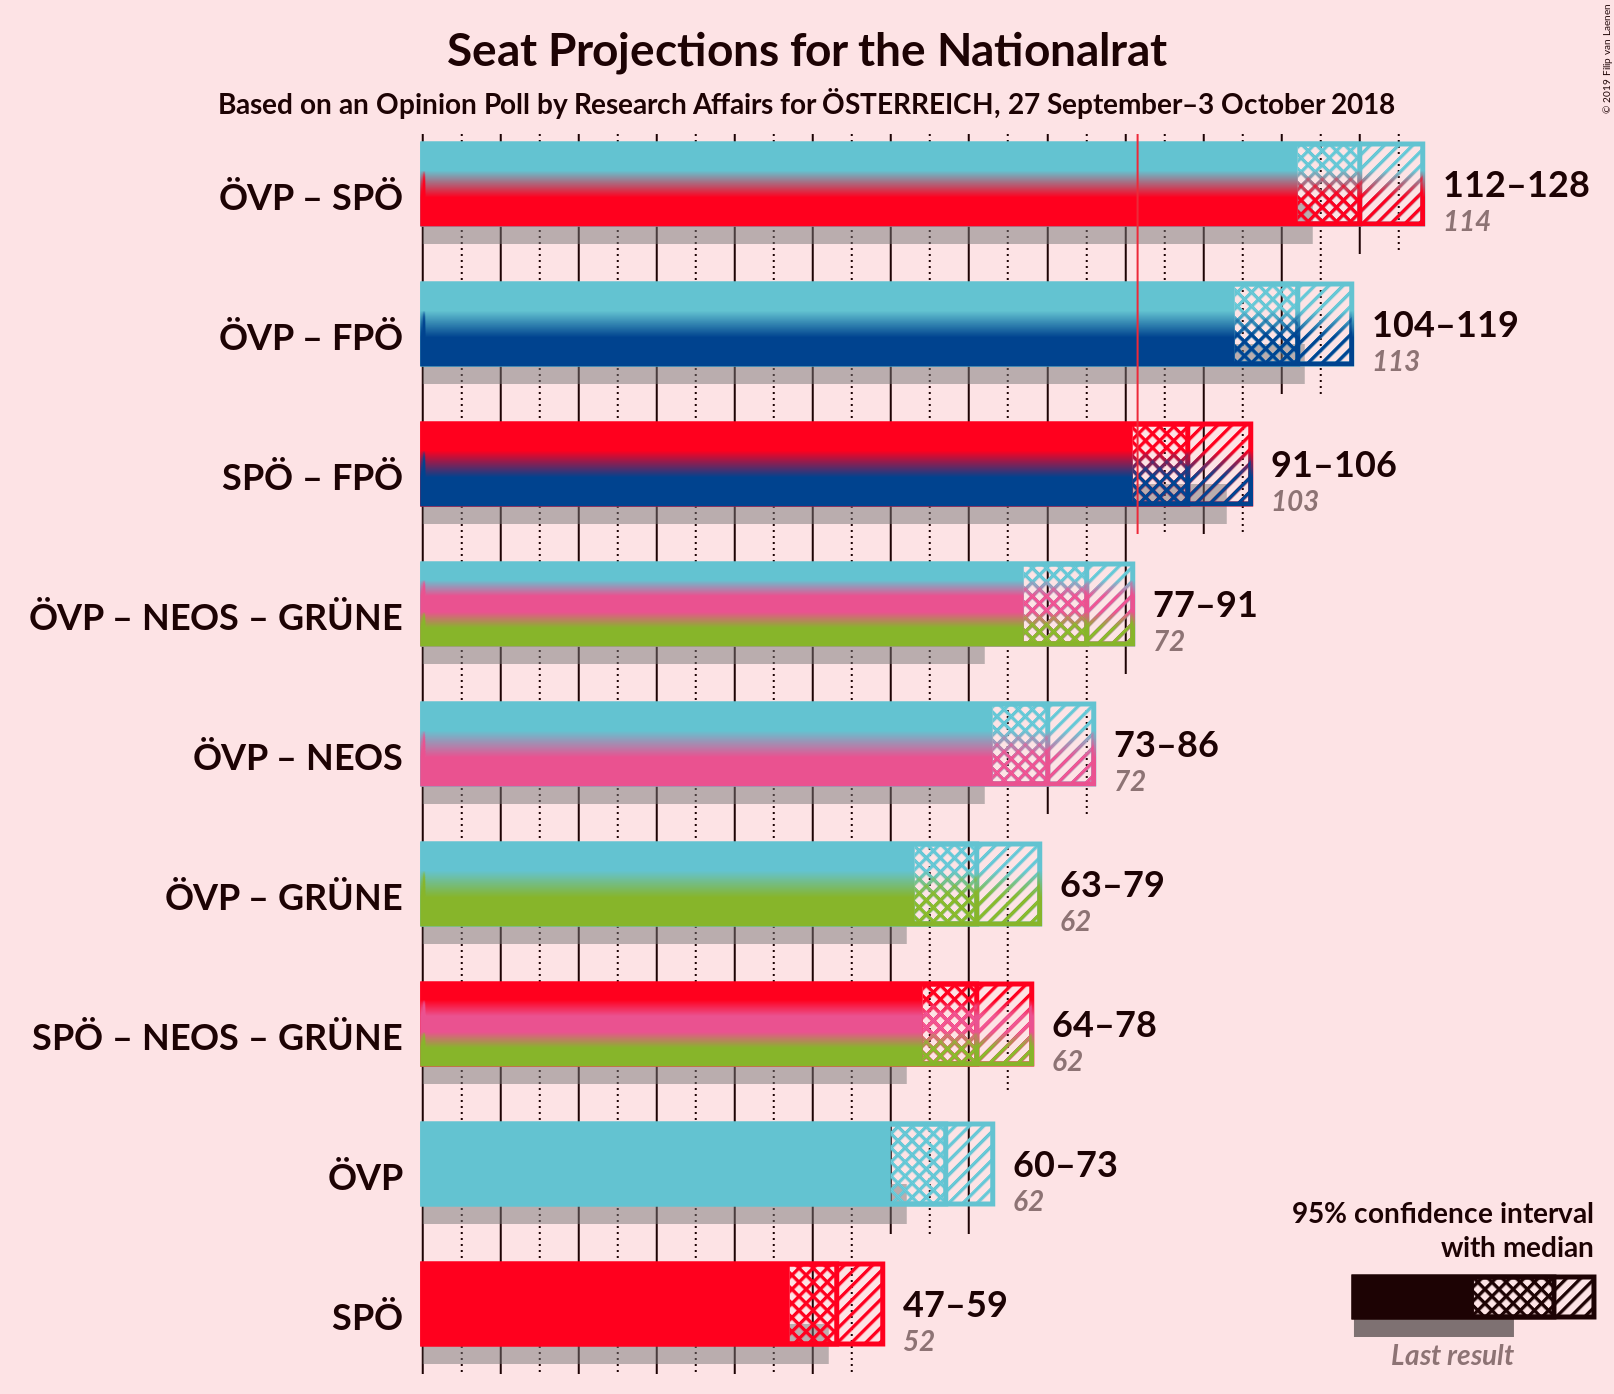 Seat Projections for the Nationalrat
Based on an Opinion Poll by Research Affairs for ÖSTERREICH, 27 September–3 October 2018
© 2019 Filip van Laenen
ÖVP – SPÖ
112–128
114
ÖVP – FPÖ
104–119
113
SPÖ – FPÖ
91–106
103
ÖVP – NEOS – GRÜNE
77–91
72
ÖVP – NEOS
73–86
72
ÖVP – GRÜNE
63–79
62
SPÖ – NEOS – GRÜNE
64–78
62
ÖVP
60–73
62
SPÖ
47–59
52
95% confidence interval
with median
Last result